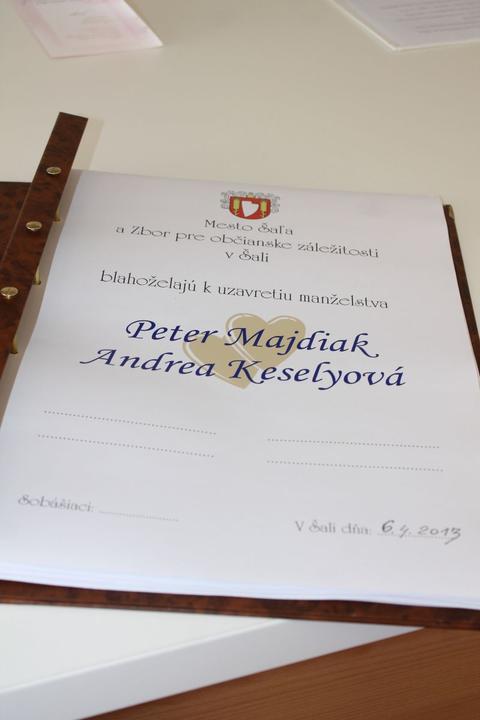 Mesto Šaľa
a Zbor pre občianske záležitosti
v Šali
blahoželajú k uzavretiu manželstva
Peter Majdiak
Andrea Keselyová
Sobášiaci:
V Šali dňa: 6.4.2013